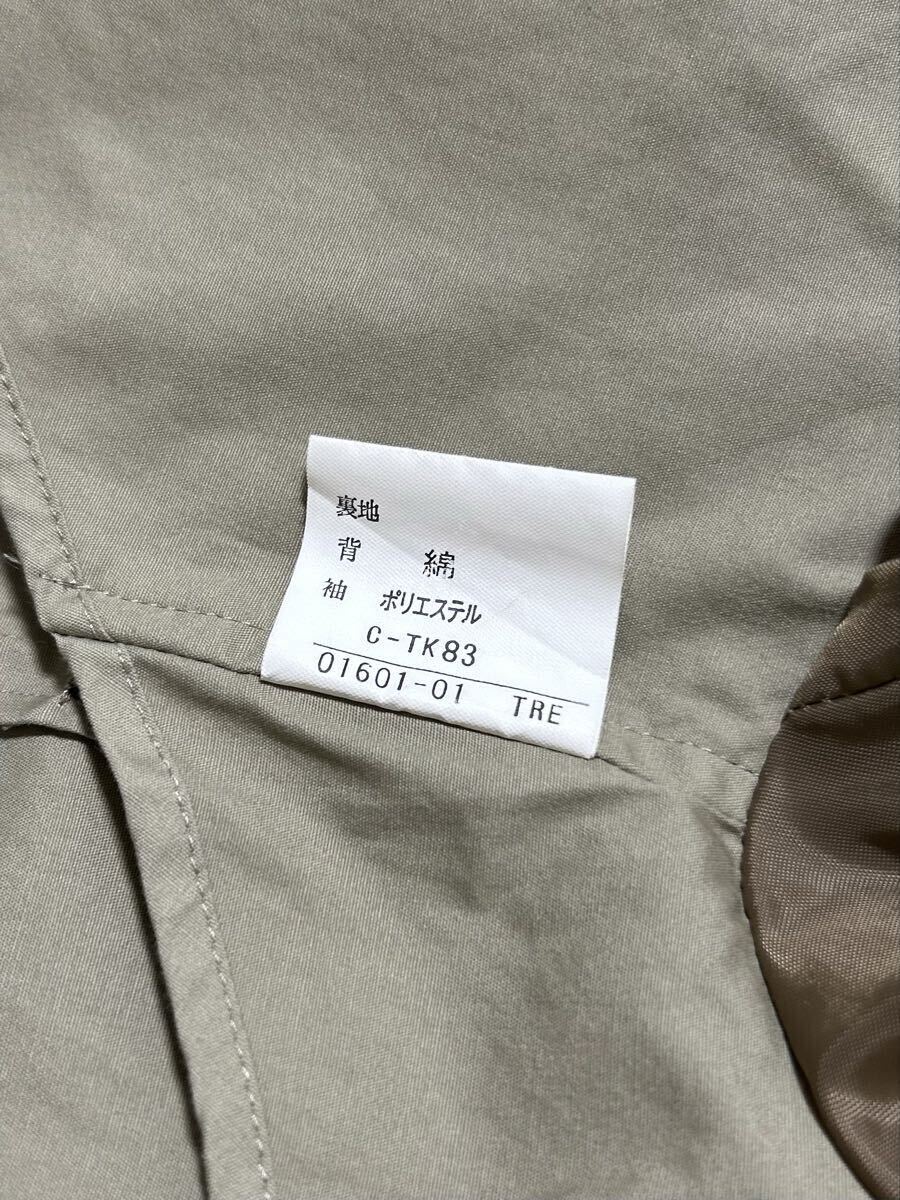 裏地
背 綿
袖 ポリエステル
C-TK83
01601-01 TRE